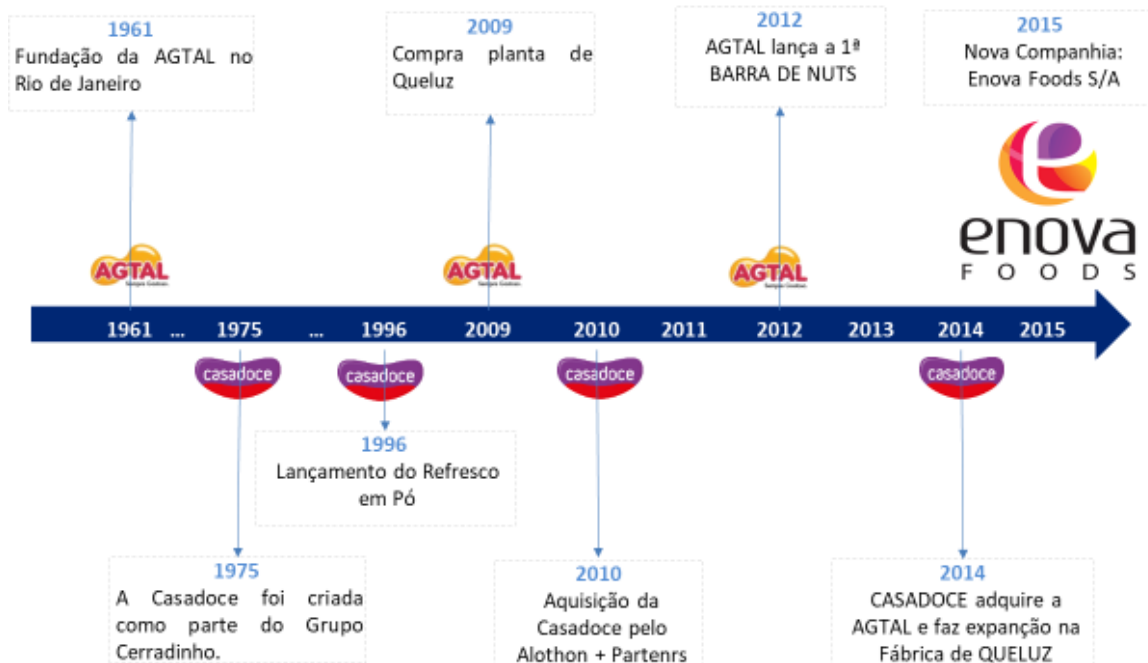 1961
Fundação da AGTAL no
Rio de Janeiro
2009
Compra planta de
Queluz
2012
AGTAL lança a 1ª
BARRA DE NUTS
2015
Nova Companhia:
Enova Foods S/A
enova
FOODS
AGTAL
AGTAL
AGTAL
1961 ... 1975 ... 1996 2009 2010 2011 2012 2013 2014 2015
casadoce
casadoce
casadoce
casadoce
1996
Lançamento do Refresco
em Pó
1975
A Casadoce foi criada
como parte do Grupo
Cerradinho.
2010
Aquisição da
Casadoce pelo
Alothon + Partenrs
2014
CASADOCE adquire a
AGTAL e faz expanção na
Fábrica de QUELUZ